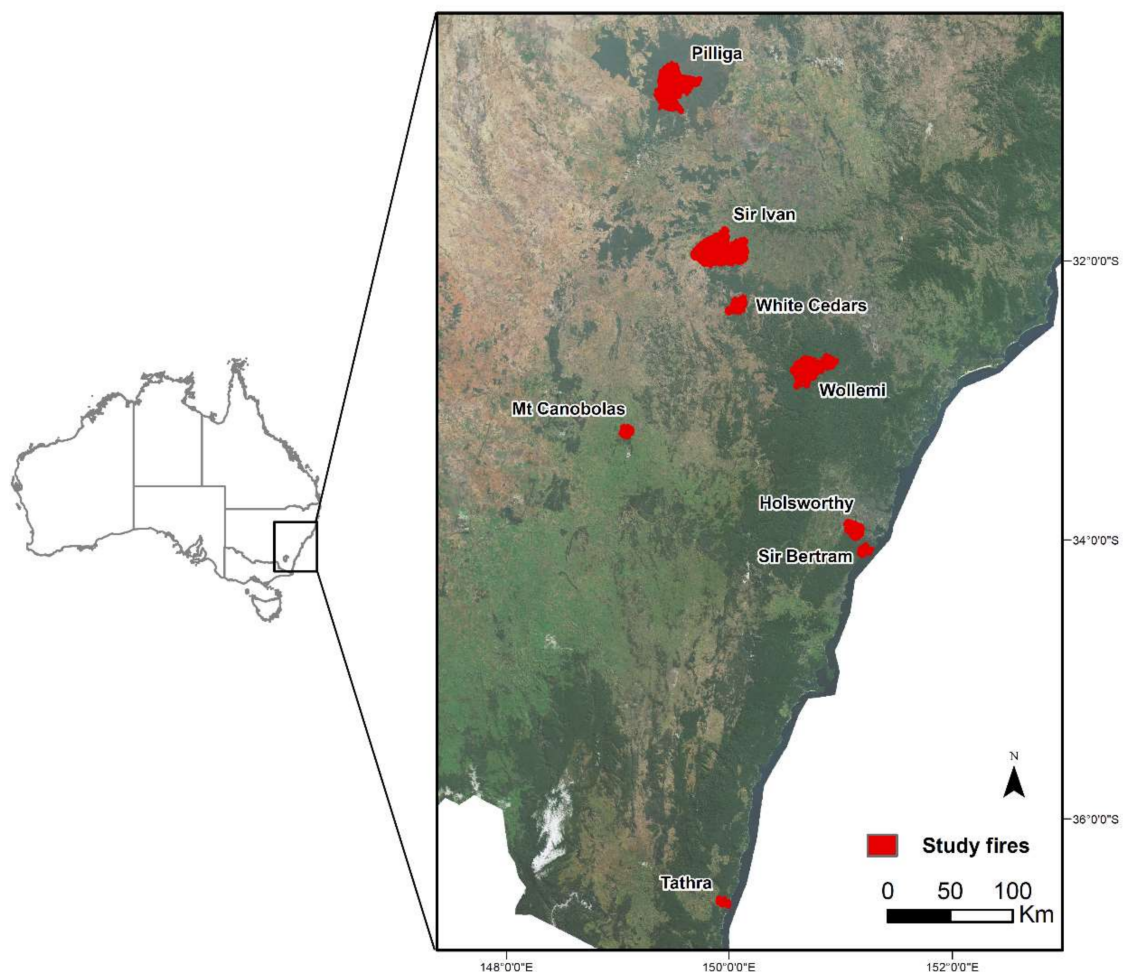 Pilliga
Sir Ivan
32°0'0"S
White Cedars
Wollemi
Mt Canobolas
Holsworthy
34°0'0"S
Sir Bertram
N
36°0'0"S
Study fires
Tathra
0 50 100
Km
148°0'0"E 150°0'0"E 152°0'0"E